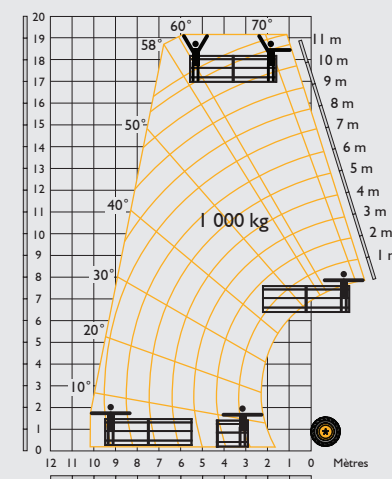 20
60° 70°
19
58° 11 m
18 10 m
17 9 m
16 8 m
15 50° 7 m
14 6 m
13 5 m
12 4 m
11 40° 3 m
10 1 000 kg 2 m
9 1 m
8 30°
7
6
5 20°
4
3 10°
2
1
0
12 11 10 9 8 7 6 5 4 3 2 1 0 Mètres